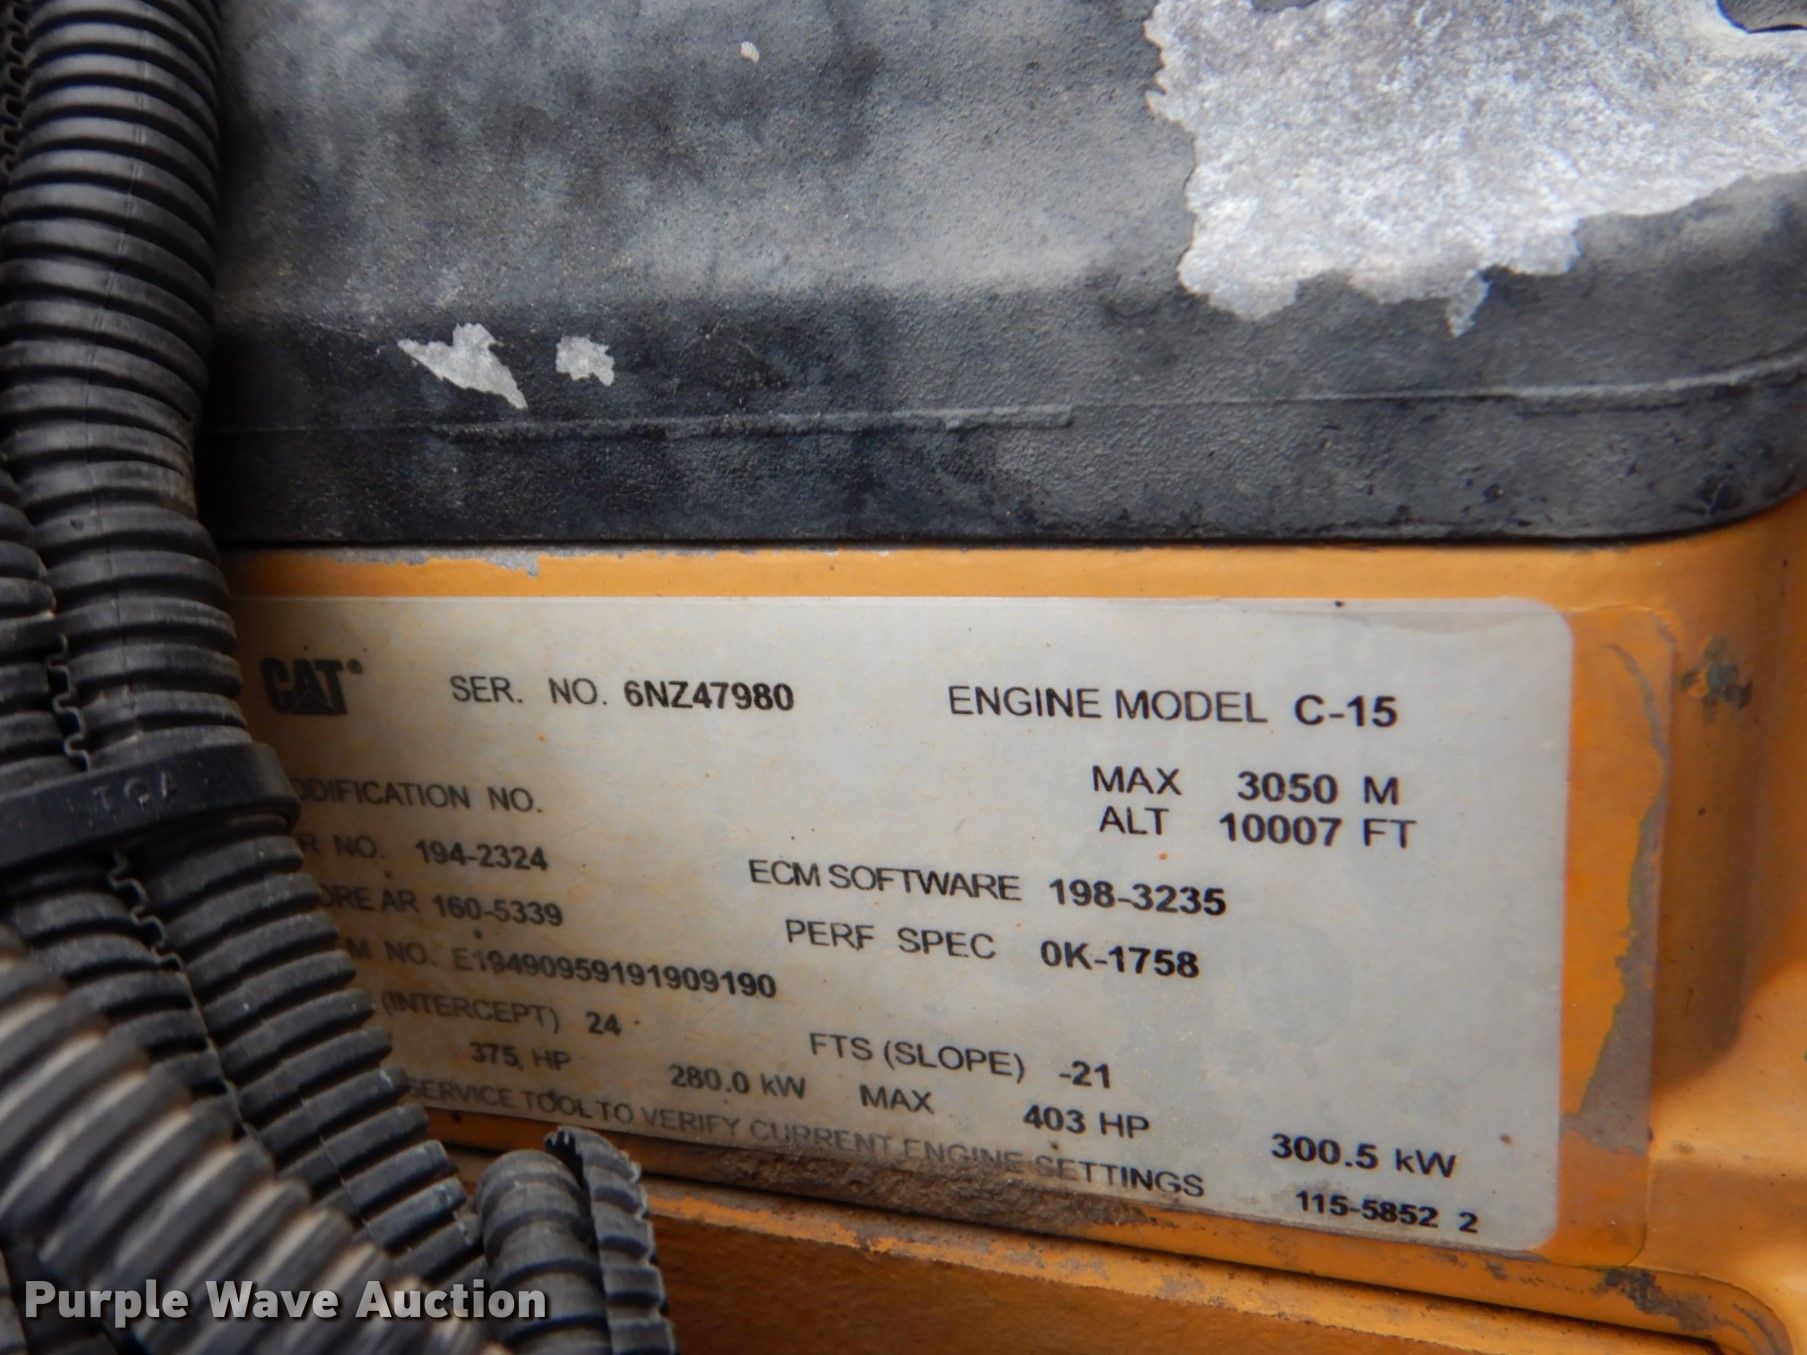 CAT® SER. NO. 6NZ47980 ENGINE MODEL C-15
MAX 3050 M
ODIFICATION NO. ALT 10007 FT
R NO. 194-2324 ECM SOFTWARE 198-3235
ORE AR 160-5339 PERF SPEC 0K-1758
M NO. E19490959191909190
(INTERCEPT) 24 FTS (SLOPE) -21
375, HP 280.0 kW MAX 403 HP 300.5 kW
SERVICE TOOL TO VERIFY CURRENT ENGINE SETTINGS 115-5852 2
Purple Wave Auction